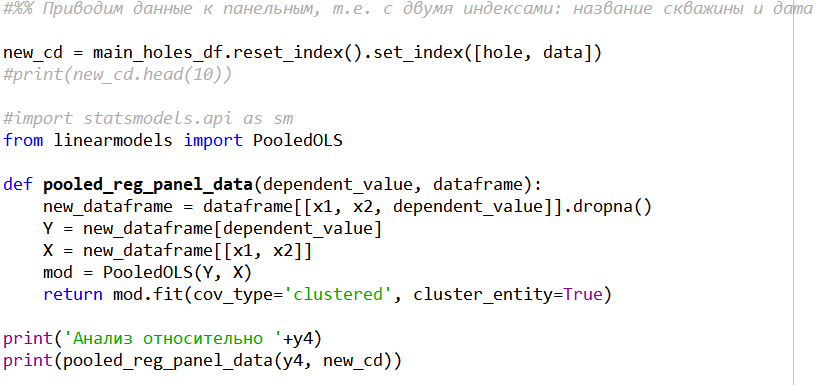 #%% Приводим данные к панельным, т.е. с двумя индексами: название скважины и дата
new_cd = main_holes_df.reset_index().set_index([hole, data])
#print(new_cd.head(10))
#import statsmodels.api as sm
from linearmodels import PooledOLS
def pooled_reg_panel_data(dependent_value, dataframe):
    new_dataframe = dataframe[[x1, x2, dependent_value]].dropna()
    Y = new_dataframe[dependent_value]
    X = new_dataframe[[x1, x2]]
    mod = PooledOLS(Y, X)
    return mod.fit(cov_type='clustered', cluster_entity=True)
print('Анализ относительно '+y4)
print(pooled_reg_panel_data(y4, new_cd))